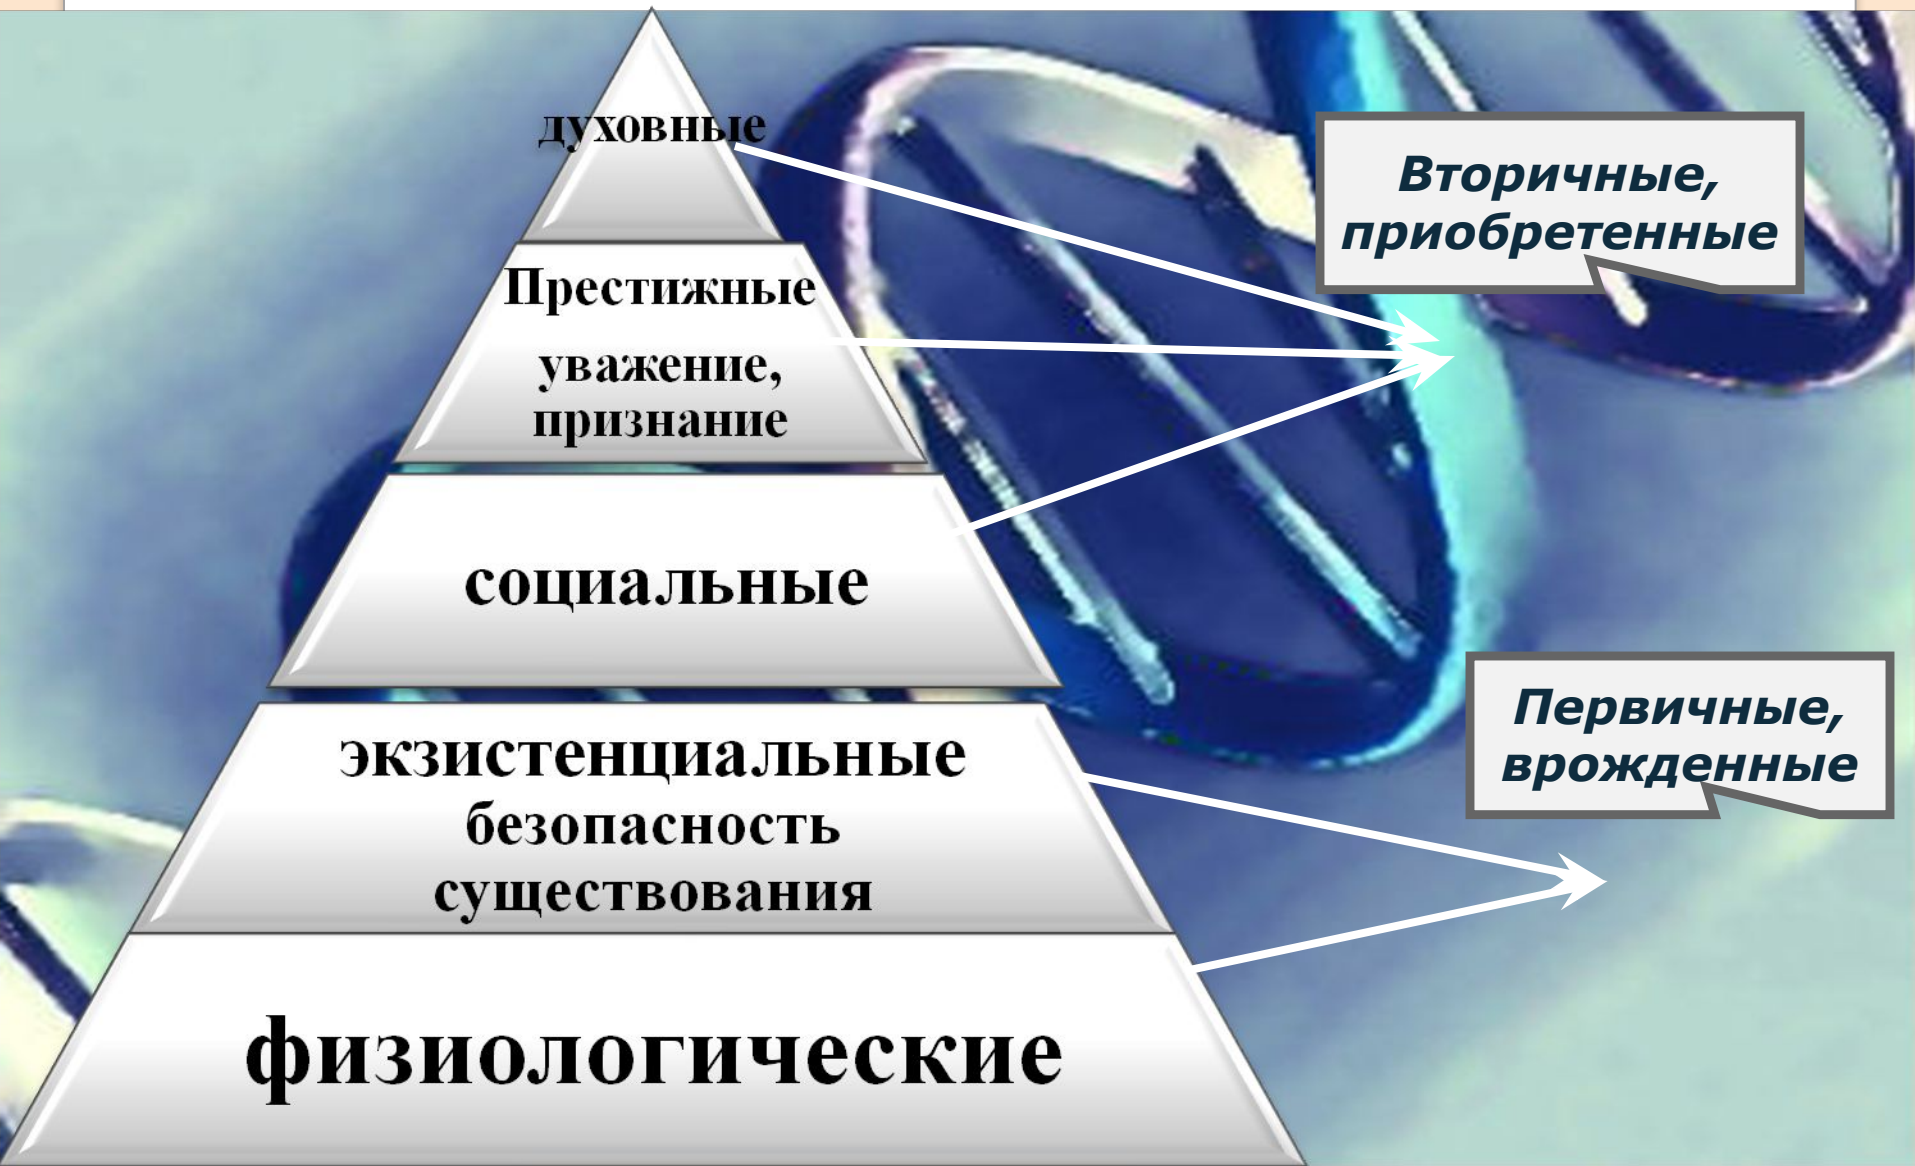 духовные
Престижные
уважение,
признание
социальные
экзистенциальные
безопасность
существования
физиологические
Вторичные,
приобретенные
Первичные,
врожденные